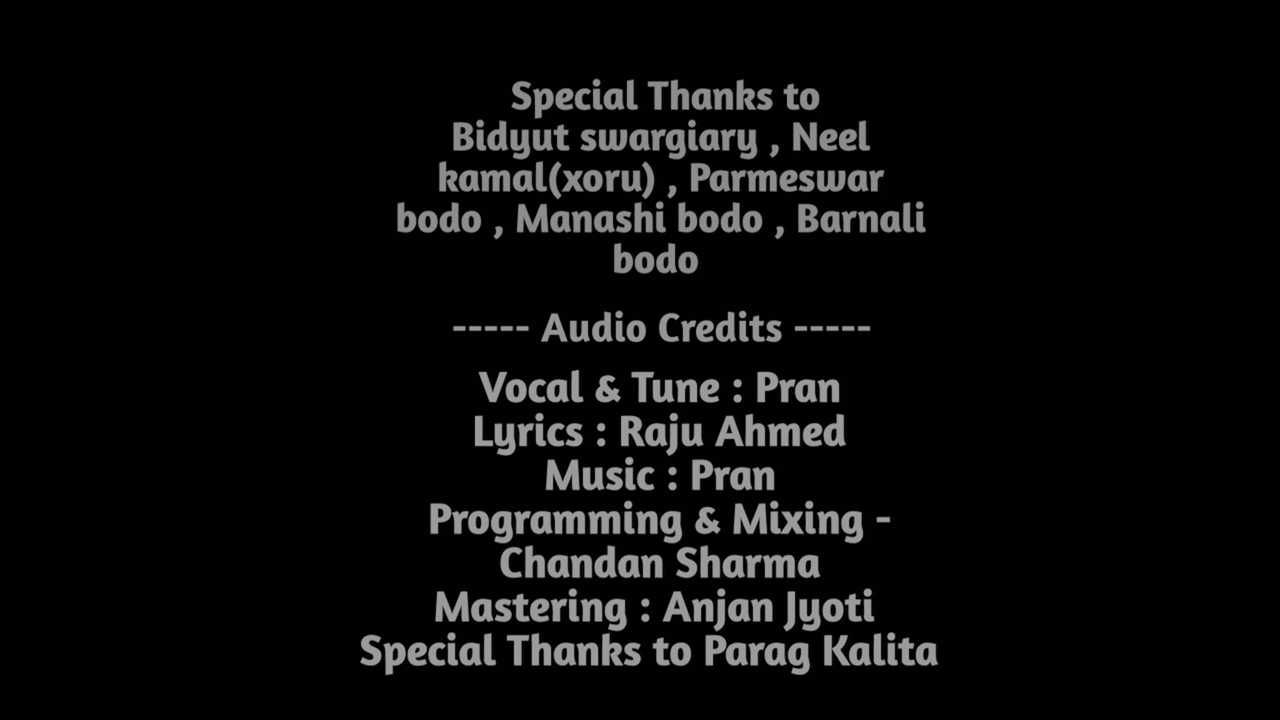 Special Thanks to
Bidyut swargiary , Neel
kamal(xoru) , Parmeswar
bodo , Manashi bodo , Barnali
bodo
----- Audio Credits -----
Vocal & Tune : Pran
Lyrics : Raju Ahmed
Music : Pran
Programming & Mixing -
Chandan Sharma
Mastering : Anjan Jyoti
Special Thanks to Parag Kalita